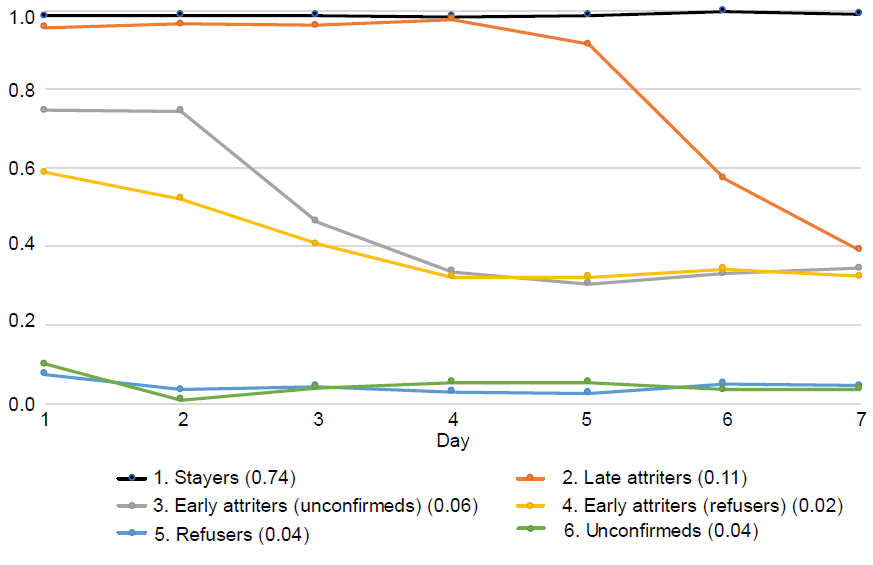 1.0
0.8
0.6
0.4
0.2
0.0
1 2 3 4 5 6 7
Day
1. Stayers (0.74) 2. Late attriters (0.11)
3. Early attriters (unconfirmeds) (0.06) 4. Early attriters (refusers) (0.02)
5. Refusers (0.04) 6. Unconfirmeds (0.04)